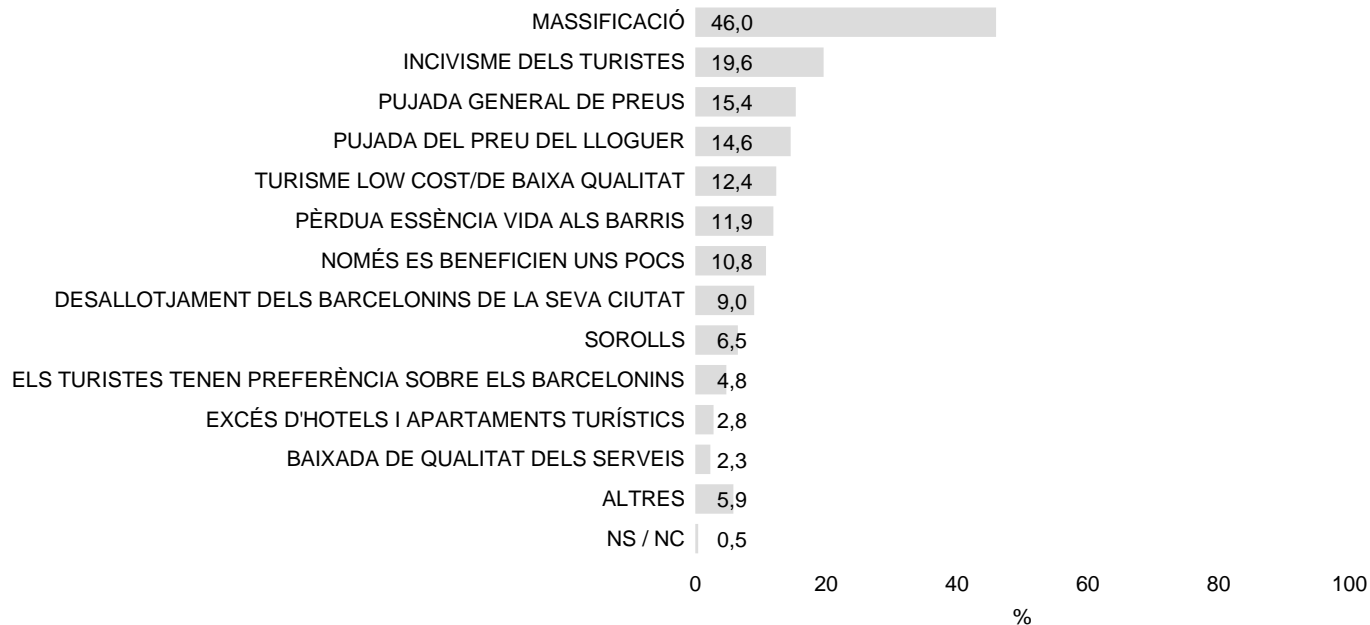 MASSIFICACIÓ 46,0
INCIVISME DELS TURISTES 19,6
PUJADA GENERAL DE PREUS 15,4
PUJADA DEL PREU DEL LLOGUER 14,6
TURISME LOW COST/DE BAIXA QUALITAT 12,4
PÈRDUA ESSÈNCIA VIDA ALS BARRIS 11,9
NOMÉS ES BENEFICIEN UNS POCS 10,8
DESALLOTJAMENT DELS BARCELONINS DE LA SEVA CIUTAT 9,0
SOROLLS 6,5
ELS TURISTES TENEN PREFERÈNCIA SOBRE ELS BARCELONINS 4,8
EXCÉS D'HOTELS I APARTAMENTS TURÍSTICS 2,8
BAIXADA DE QUALITAT DELS SERVEIS 2,3
ALTRES 5,9
NS / NC 0,5
0 20 40 60 80 100
%